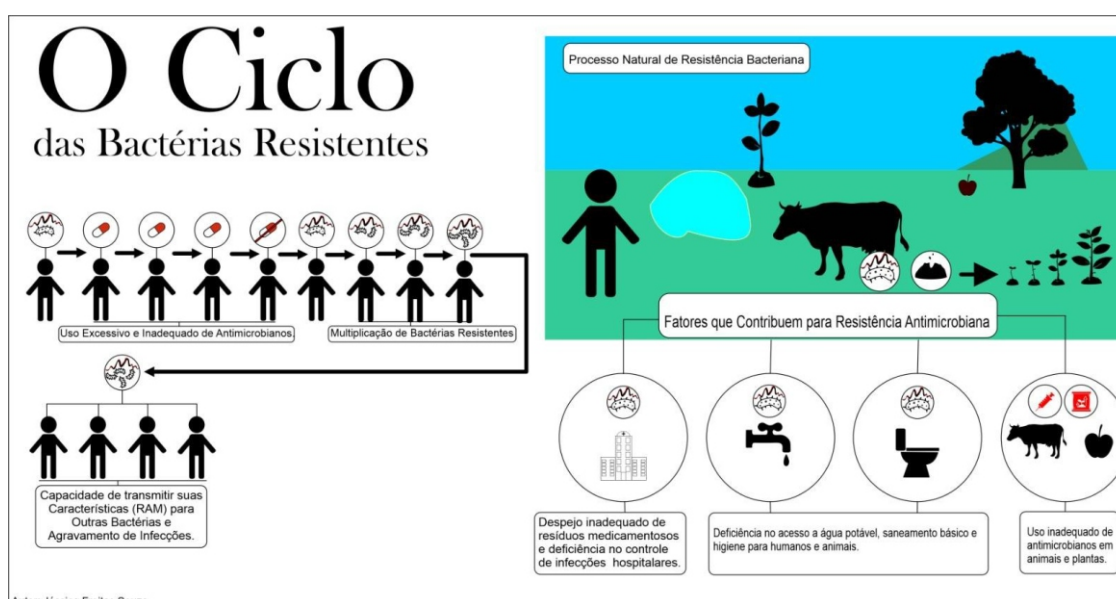 O Ciclo
das Bactérias Resistentes
Uso Excessivo e Inadequado de Antimicrobianos.
Multiplicação de Bactérias Resistentes
Capacidade de transmitir suas
Características (RAM) para
Outras Bactérias e
Agravamento de Infecções.
Processo Natural de Resistência Bacteriana
Fatores que Contribuem para Resistência Antimicrobiana
Despejo inadequado de
resíduos medicamentosos
e deficiência no controle
de infecções hospitalares.
Deficiência no acesso a água potável, saneamento básico e
higiene para humanos e animais.
Uso inadequado de
antimicrobianos em
animais e plantas.